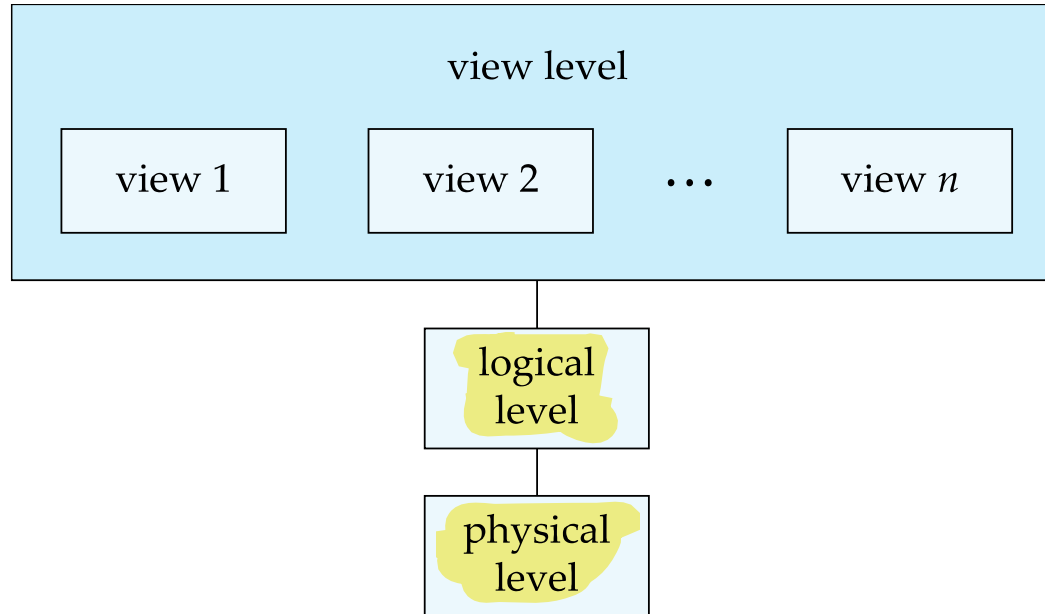 view level
view 1
view 2
...
view n
logical
level
physical
level